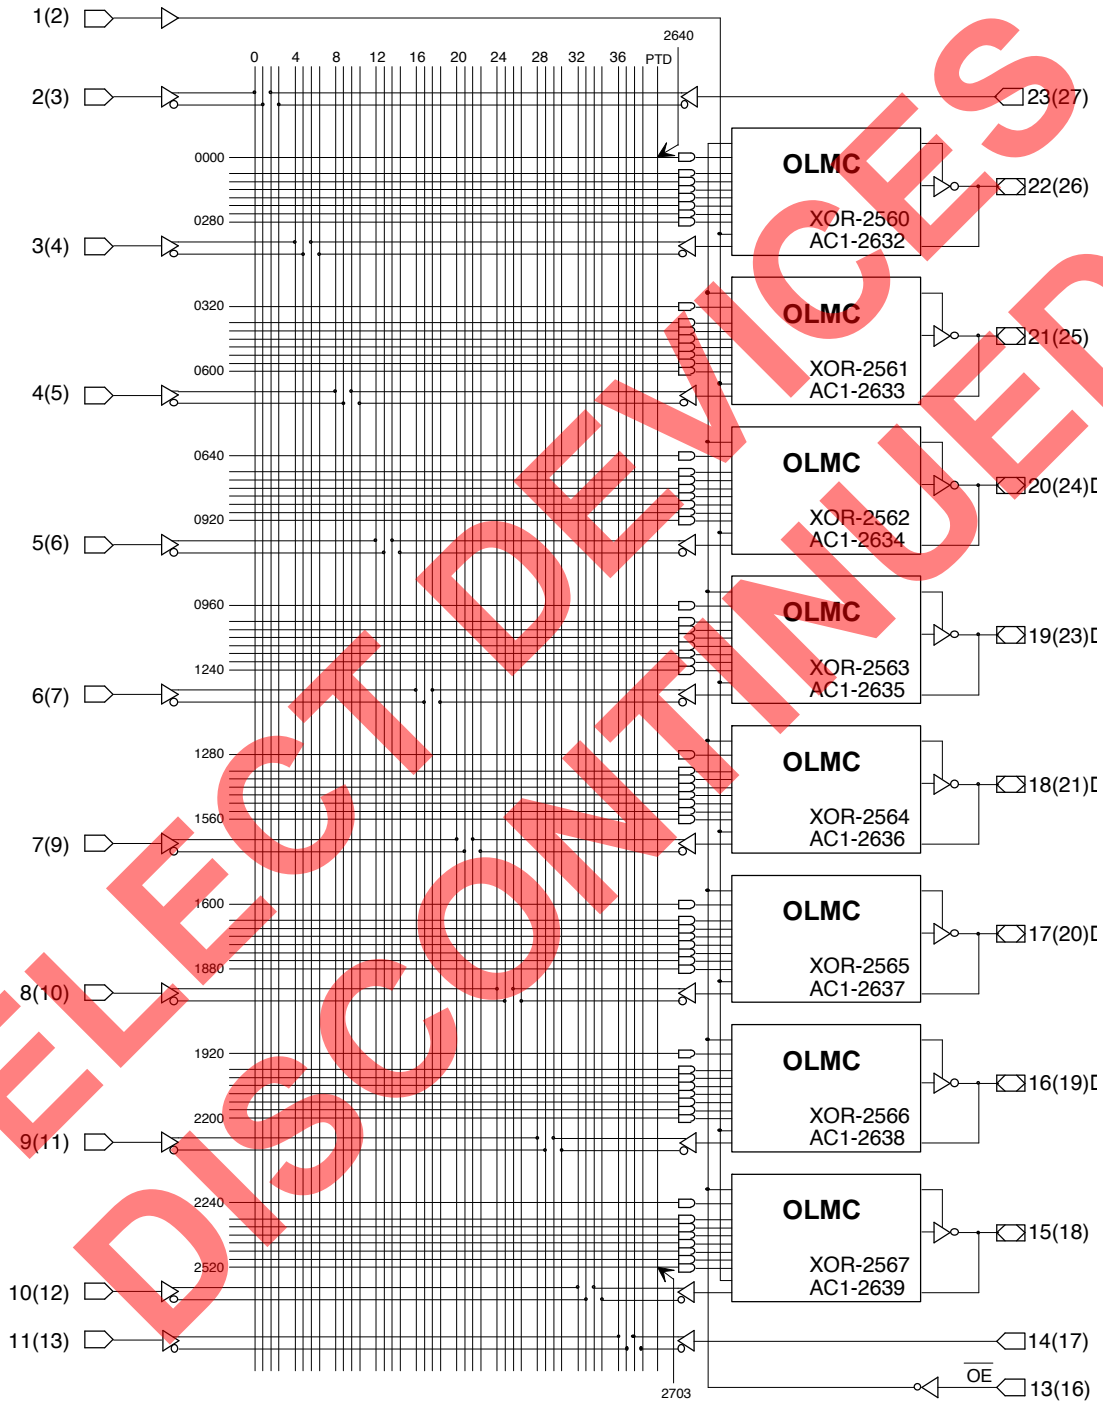 1(2)
2640
0 4 8 12 16 20 24 28 32 36 PTD
2(3)
23(27)
0000
OLMC
22(26)
0280
XOR-2560
AC1-2632
3(4)
0320
OLMC
21(25)
0600
XOR-2561
AC1-2633
4(5)
0640
OLMC
20(24)
0920
XOR-2562
AC1-2634
5(6)
0960
OLMC
19(23)
1240
XOR-2563
AC1-2635
6(7)
1280
OLMC
18(21)
1560
XOR-2564
AC1-2636
7(9)
1600
OLMC
17(20)
1880
XOR-2565
AC1-2637
8(10)
1920
OLMC
16(19)
2200
XOR-2566
AC1-2638
9(11)
2240
OLMC
15(18)
2520
XOR-2567
AC1-2639
10(12)
11(13)
14(17)
2703
OE
13(16)
ELECT DEVICES
DISCONTINUED